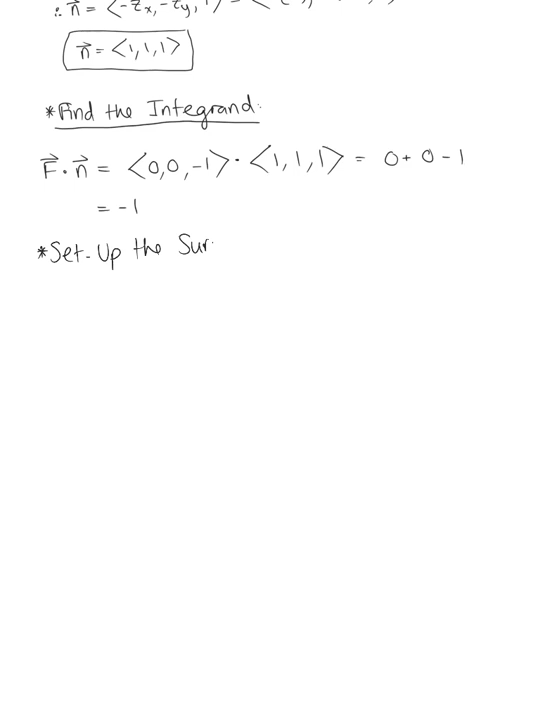 ∴ n⃗ = <-z_x, -z_y, 1>
n⃗ = <1, 1, 1>
*Find the Integrand:
F⃗ · n⃗ = <0,0,-1> · <1, 1, 1> = 0 + 0 - 1
= -1
*Set-Up the Sur